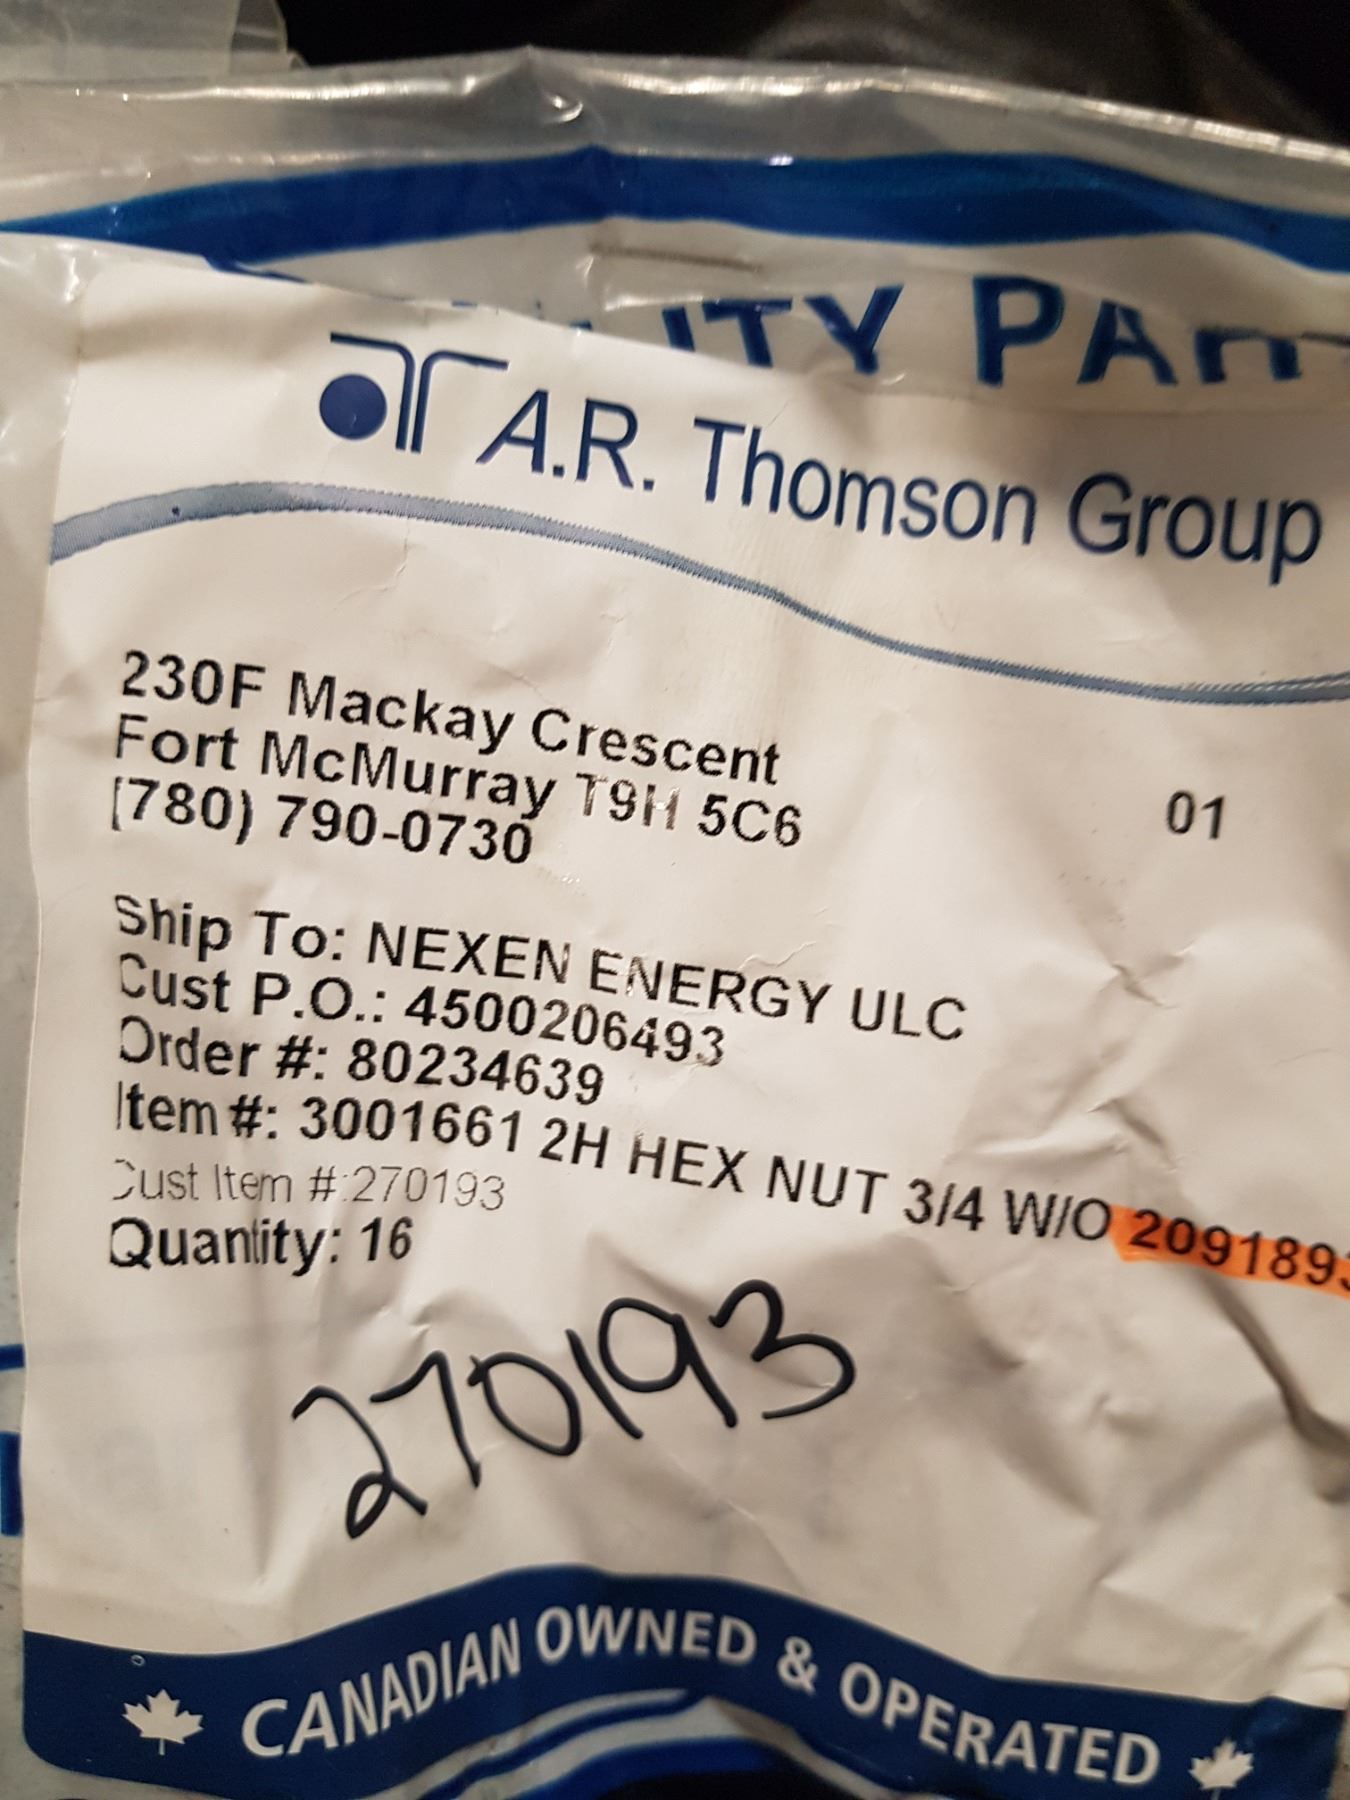 A.R. Thomson Group
230F Mackay Crescent
Fort McMurray T9H 5C6
(780) 790-0730
01
Ship To: NEXEN ENERGY ULC
Cust P.O.: 4500206493
Order #: 80234639
Item #: 3001661 2H HEX NUT 3/4 W/O 209189
Cust Item #:270193
Quantity: 16
270193
CANADIAN OWNED & OPERATED